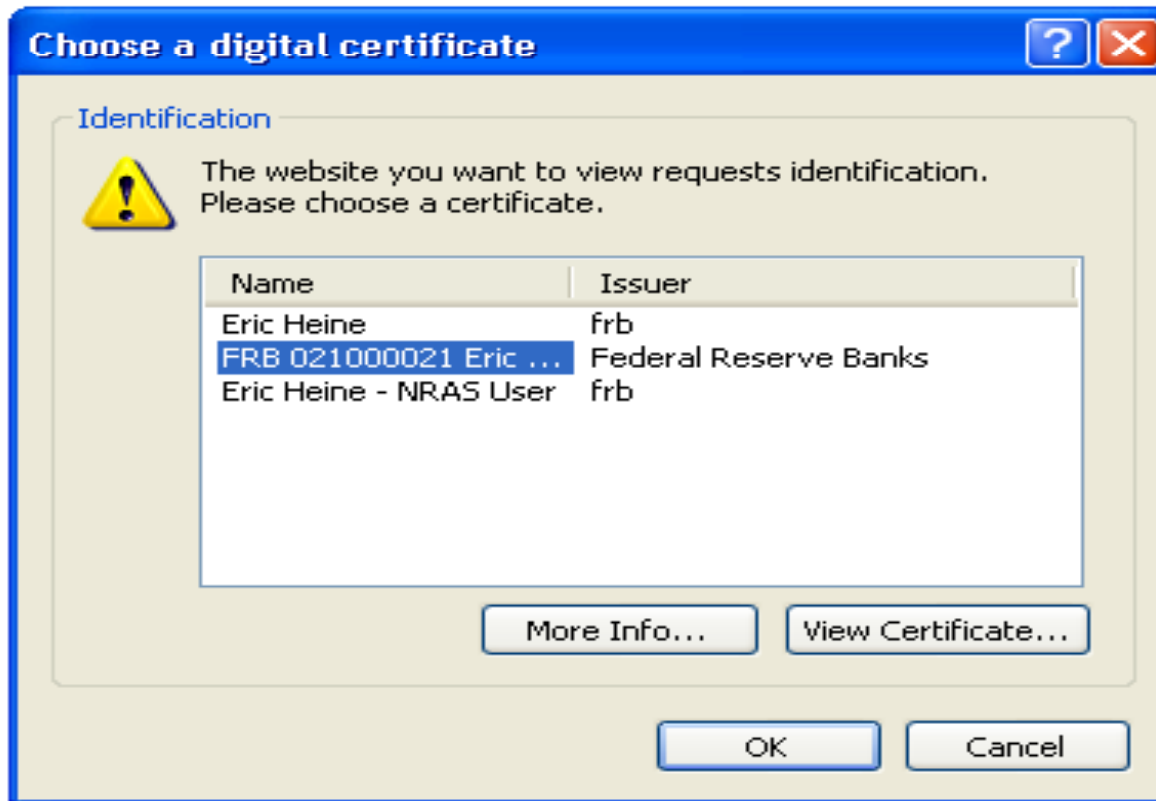 Choose a digital certificate
Identification
The website you want to view requests identification.
Please choose a certificate.
Name Issuer
Eric Heine frb
FRB 021000021 Eric ... Federal Reserve Banks
Eric Heine - NRAS User frb
More Info... View Certificate...
OK Cancel